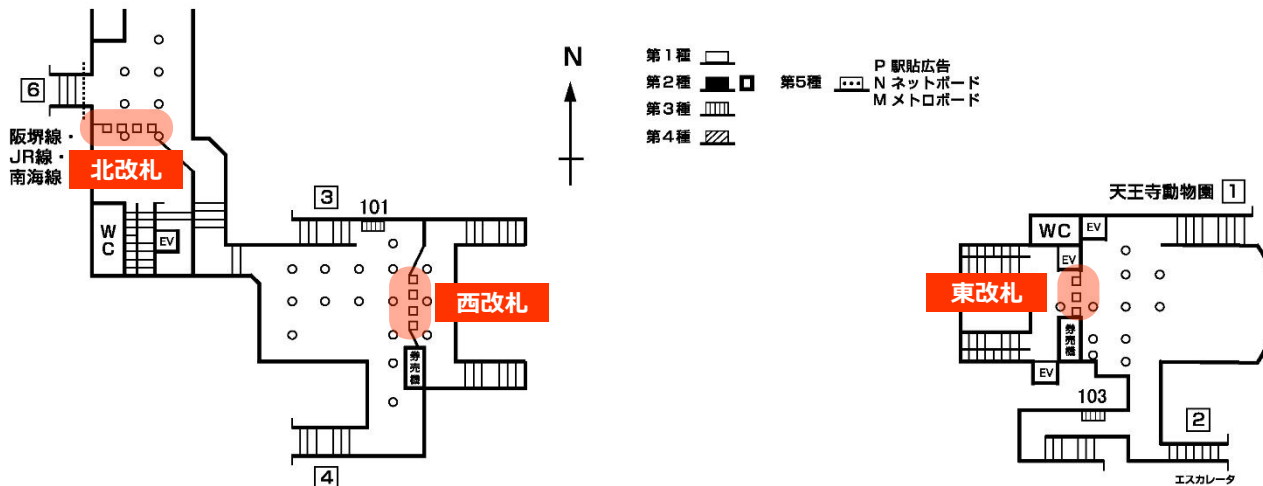 N
第1種
第2種
第3種
第4種
第5種
P 駅貼広告
N ネットボード
M メトロボード
6
阪堺線・
JR線・
南海線
北改札
WC
EV
3
101
西改札
券売機
4
天王寺動物園 1
WC
EV
EV
東改札
券売機
EV
103
2
エスカレータ